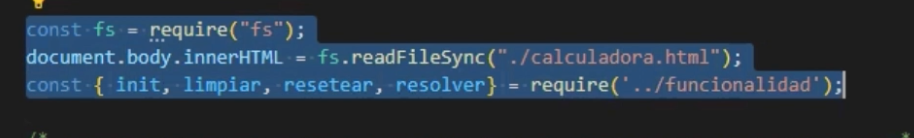 const fs = require("fs");
document.body.innerHTML = fs.readFileSync("./calculadora.html");
const { init, limpiar, resetear, resolver} = require('../funcionalidad');
/*